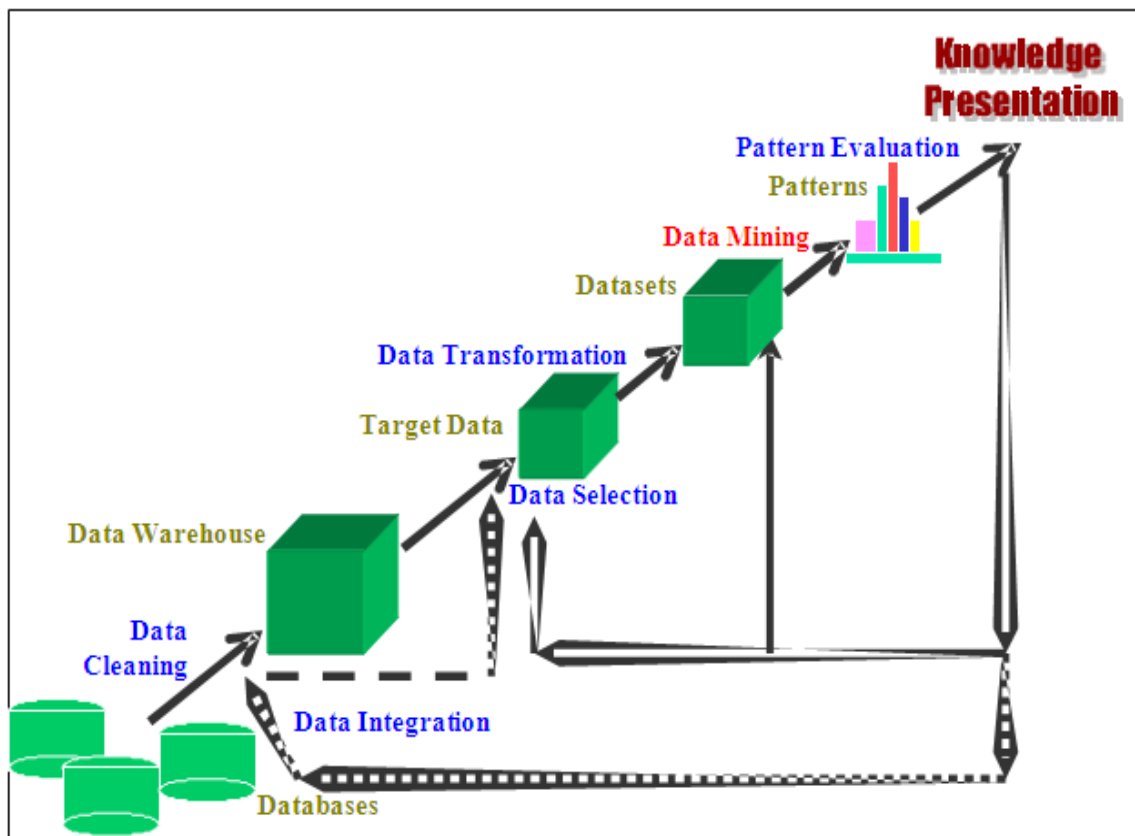 Knowledge
Presentation
Pattern Evaluation
Patterns
Data Mining
Datasets
Data Transformation
Target Data
Data Selection
Data Warehouse
Data
Cleaning
Data Integration
Databases